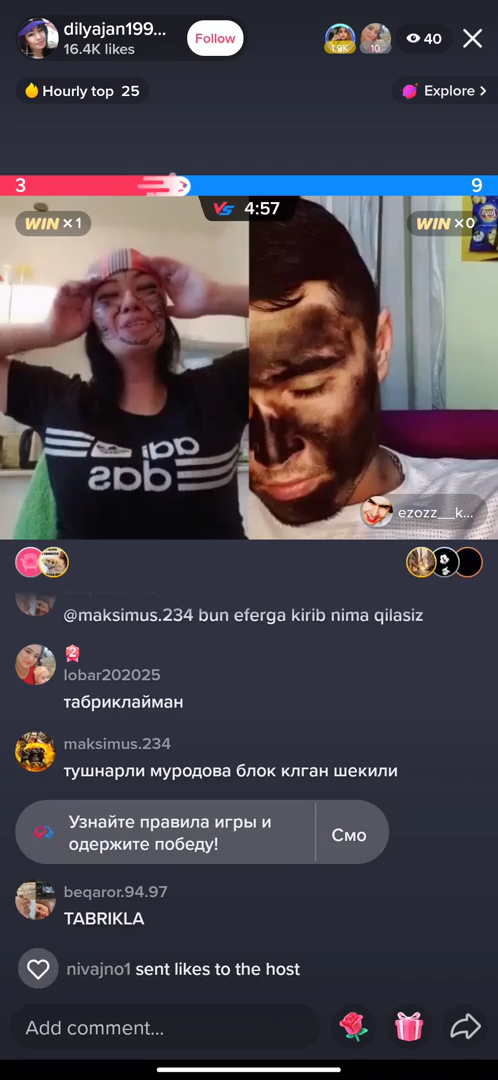 dilyajan199...
16.4K likes
Follow
1.9K
10
40
Hourly top 25
Explore >
3
9
VS 4:57
WIN ×1
WIN ×0
adidas
ezozz__k...
@maksimus.234 bun eferga kirib nima qilasiz
2
lobar202025
табриклайман
maksimus.234
тушнарли муродова блок клган шекили
Узнайте правила игры и
одержите победу!
Смо
beqaror.94.97
TABRIKLA
nivajno1 sent likes to the host
Add comment...